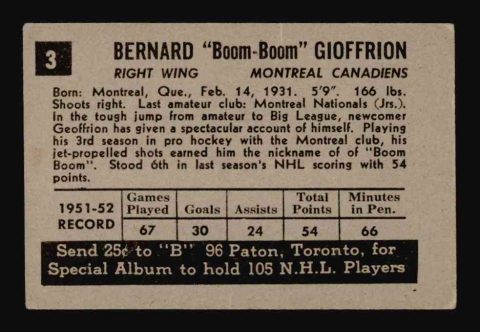 3
BERNARD "Boom-Boom" GIOFFRION
RIGHT WING MONTREAL CANADIENS
Born: Montreal, Que., Feb. 14, 1931. 5'9". 166 lbs.
Shoots right. Last amateur club: Montreal Nationals (Jrs.).
In the tough jump from amateur to Big League, newcomer
Geoffrion has given a spectacular account of himself. Playing
his 3rd season in pro hockey with the Montreal club, his
jet-propelled shots earned him the nickname of of "Boom
Boom". Stood 6th in last season's NHL scoring with 54
points.
1951-52 RECORD
Games Played Goals Assists Total Points Minutes in Pen.
67 30 24 54 66
Send 25¢ to "B" 96 Paton, Toronto, for
Special Album to hold 105 N.H.L. Players